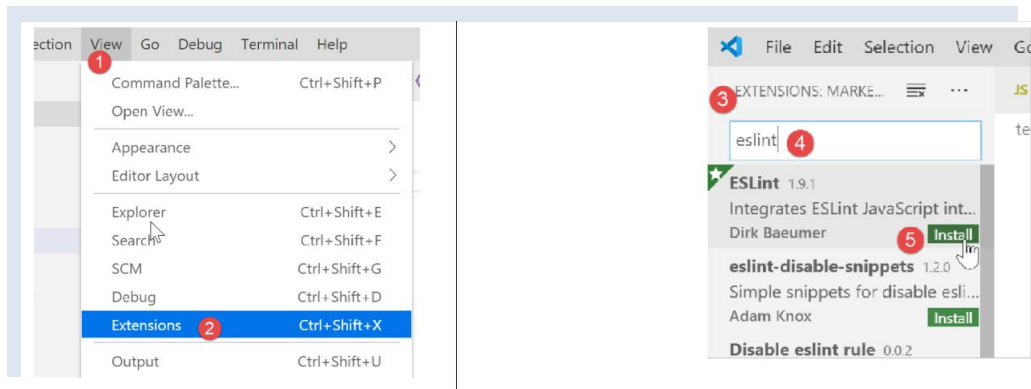 ection View Go Debug Terminal Help
1
Command Palette... Ctrl+Shift+P
Open View...
Appearance
Editor Layout
Explorer Ctrl+Shift+E
Search Ctrl+Shift+F
SCM Ctrl+Shift+G
Debug Ctrl+Shift+D
Extensions 2 Ctrl+Shift+X
Output Ctrl+Shift+U
File Edit Selection View Go
3 EXTENSIONS: MARKE... ... JS
te
eslint 4
ESLint 1.9.1
Integrates ESLint JavaScript int...
Dirk Baeumer 5 Install
eslint-disable-snippets 1.2.0
Simple snippets for disable esli...
Adam Knox Install
Disable eslint rule 0.0.2